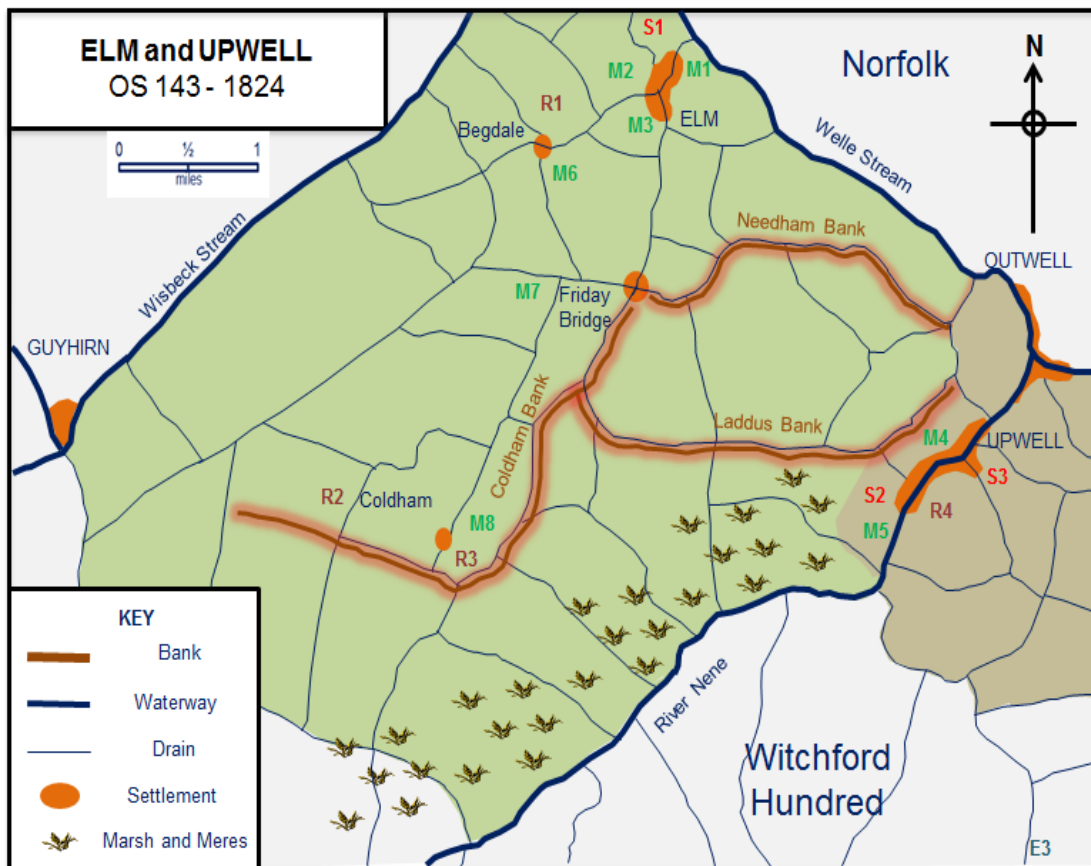 ELM and UPWELL
OS 143 - 1824
0 ½ 1
miles
S1
M2
M1
Norfolk
N
R1
Begdale
M3
ELM
M6
Welle Stream
Wisbeck Stream
Needham Bank
OUTWELL
M7
Friday
Bridge
GUYHIRN
Coldham Bank
Laddus Bank
M4
UPWELL
R2
Coldham
S2
S3
M8
M5
R4
R3
River Nene
Witchford
Hundred
E3
KEY
Bank
Waterway
Drain
Settlement
Marsh and Meres